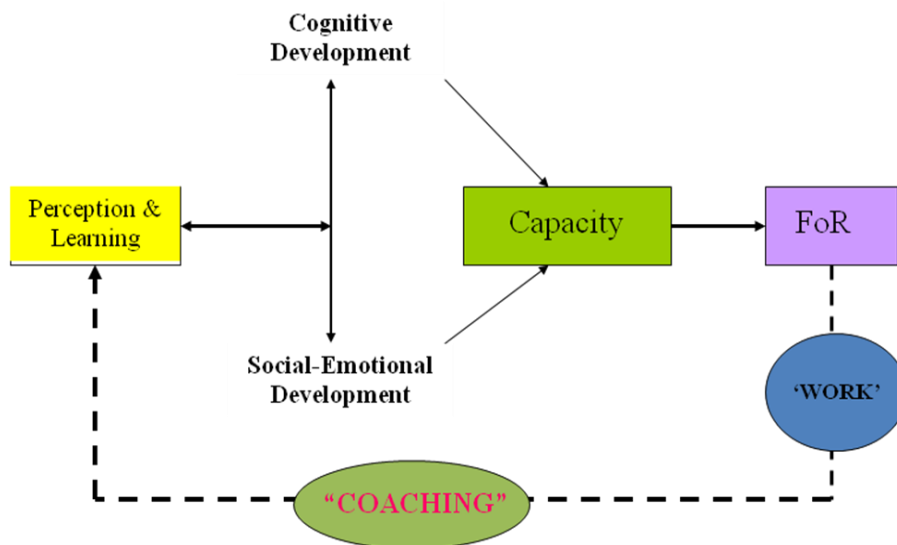 Cognitive
Development
Perception &
Learning
Capacity
FoR
Social-Emotional
Development
‘WORK’
“COACHING”